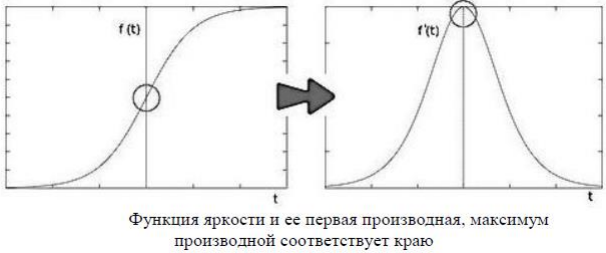 f(t)
t
f'(t)
t
Функция яркости и ее первая производная, максимум
производной соответствует краю